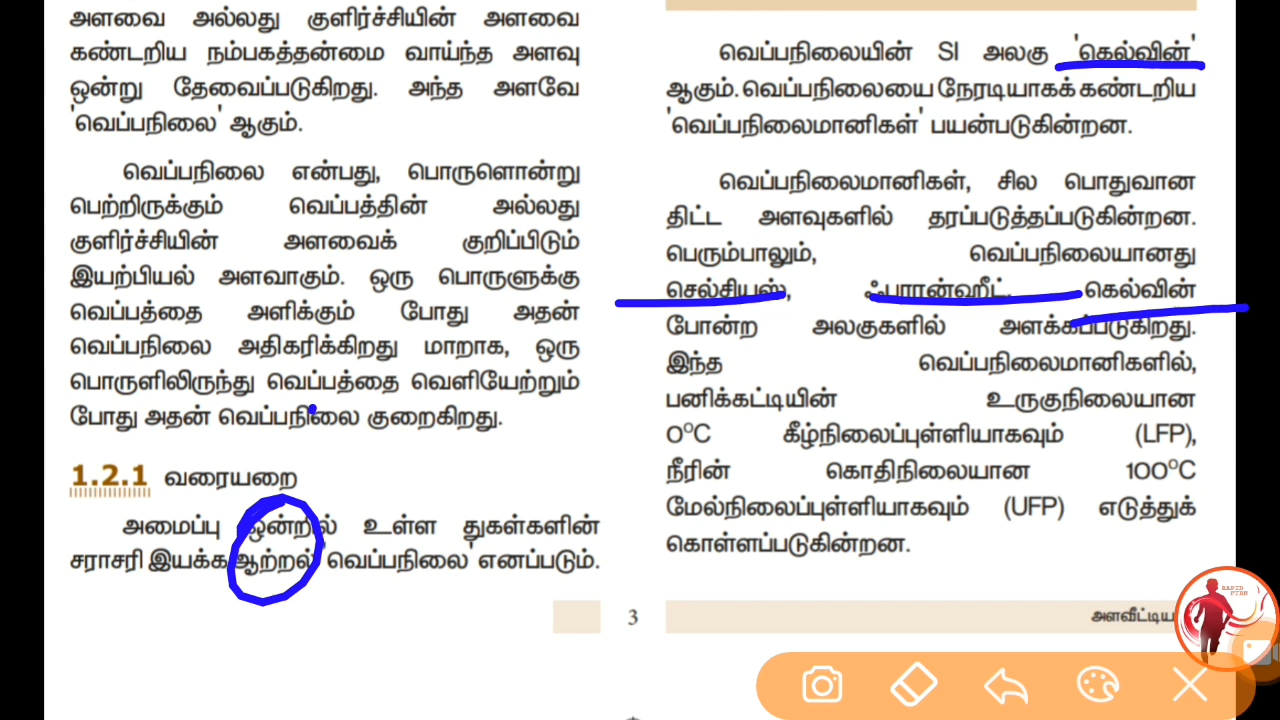 அளவை அல்லது குளிர்ச்சியின் அளவை
கண்டறிய நம்பகத்தன்மை வாய்ந்த அளவு
ஒன்று தேவைப்படுகிறது. அந்த அளவே
'வெப்பநிலை' ஆகும்.
வெப்பநிலை என்பது, பொருளொன்று
பெற்றிருக்கும் வெப்பத்தின் அல்லது
குளிர்ச்சியின் அளவைக் குறிப்பிடும்
இயற்பியல் அளவாகும். ஒரு பொருளுக்கு
வெப்பத்தை அளிக்கும் போது அதன்
வெப்பநிலை அதிகரிக்கிறது மாறாக, ஒரு
பொருளிலிருந்து வெப்பத்தை வெளியேற்றும்
போது அதன் வெப்பநிலை குறைகிறது.
1.2.1 வரையறை
அமைப்பு ஒன்றில் உள்ள துகள்களின்
சராசரி இயக்க ஆற்றல் 'வெப்பநிலை' எனப்படும்.
வெப்பநிலையின் SI அலகு 'கெல்வின்'
ஆகும். வெப்பநிலையை நேரடியாகக் கண்டறிய
'வெப்பநிலைமானிகள்' பயன்படுகின்றன.
வெப்பநிலைமானிகள், சில பொதுவான
திட்ட அளவுகளில் தரப்படுத்தப்படுகின்றன.
பெரும்பாலும், வெப்பநிலையானது
செல்சியஸ், ஃபாரன்ஹீட், கெல்வின்
போன்ற அலகுகளில் அளக்கப்படுகிறது.
இந்த வெப்பநிலைமானிகளில்,
பனிக்கட்டியின் உருகுநிலையான
0°C கீழ்நிலைப்புள்ளியாகவும் (LFP),
நீரின் கொதிநிலையான 100°C
மேல்நிலைப்புள்ளியாகவும் (UFP) எடுத்துக்
கொள்ளப்படுகின்றன.
3
RAPID